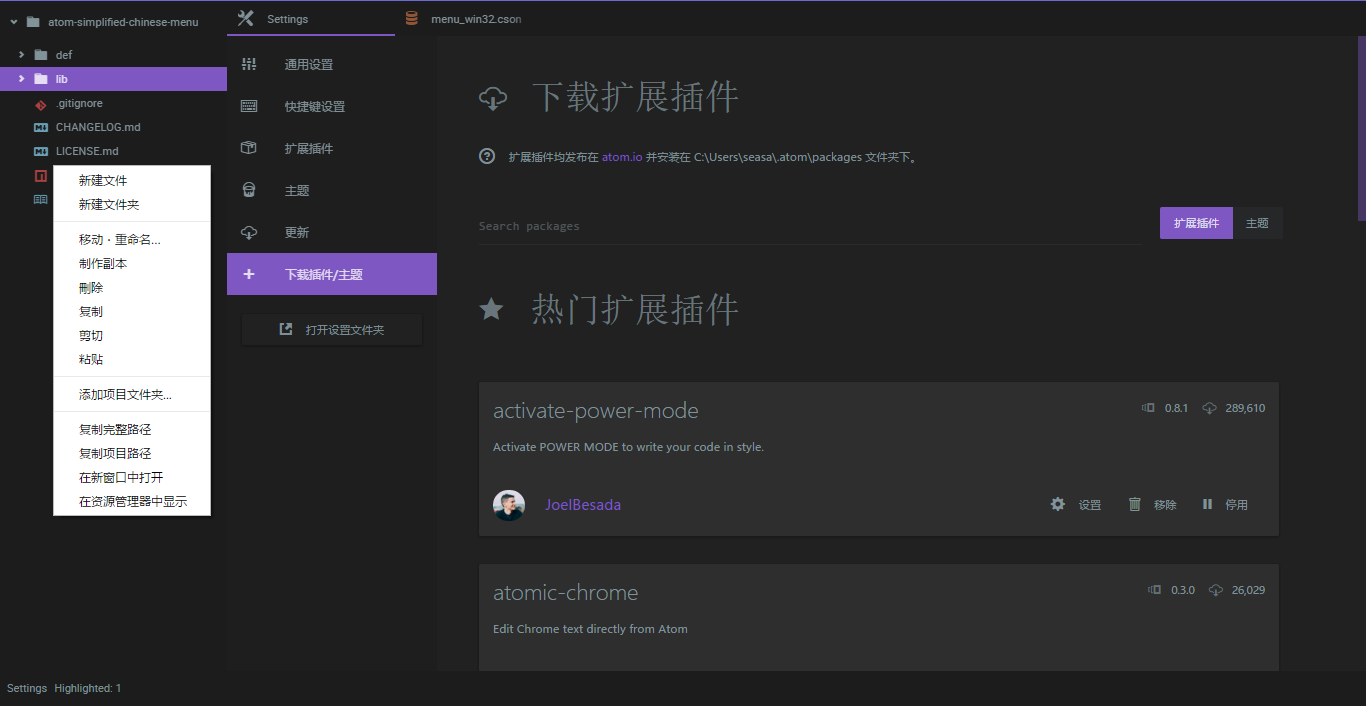 atom-simplified-chinese-menu
def
lib
.gitignore
CHANGELOG.md
LICENSE.md
新建文件
新建文件夹
移动·重命名...
制作副本
刪除
复制
剪切
粘贴
添加项目文件夹...
复制完整路径
复制项目路径
在新窗口中打开
在资源管理器中显示
Settings
menu_win32.cson
通用设置
快捷键设置
扩展插件
主题
更新
下载插件/主题
打开设置文件夹
下载扩展插件
扩展插件均发布在 atom.io 并安装在 C:\Users\seasa\.atom\packages 文件夹下。
Search packages
扩展插件 主题
热门扩展插件
activate-power-mode 0.8.1 289,610
Activate POWER MODE to write your code in style.
JoelBesada 设置 移除 停用
atomic-chrome 0.3.0 26,029
Edit Chrome text directly from Atom
Settings Highlighted: 1